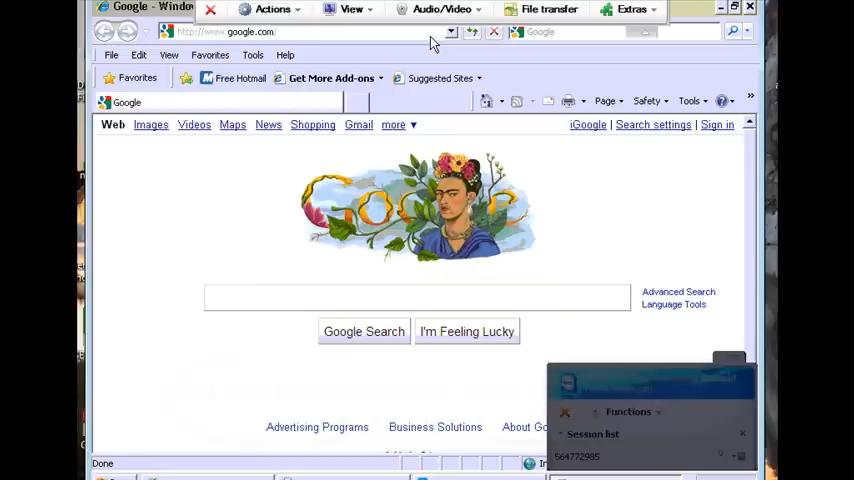 Google - Window
Actions View Audio/Video File transfer Extras
http://www.google.com/ Google
File Edit View Favorites Tools Help
Favorites Free Hotmail Get More Add-ons Suggested Sites
Google Page Safety Tools
Web Images Videos Maps News Shopping Gmail more iGoogle | Search settings | Sign in
Advanced Search
Language Tools
Google Search I'm Feeling Lucky
Functions
Advertising Programs Business Solutions About Go
Session list
564772985
Done